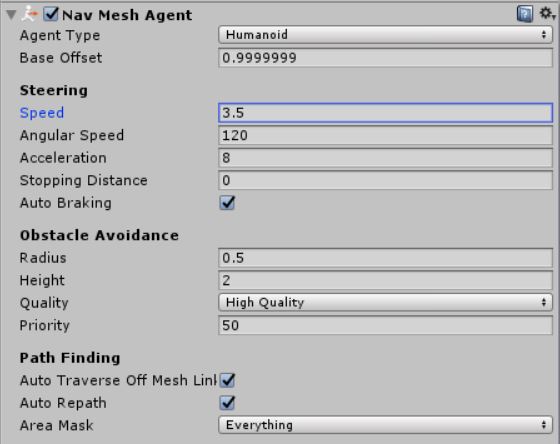 Nav Mesh Agent
Agent Type Humanoid
Base Offset 0.9999999
Steering
Speed 3.5
Angular Speed 120
Acceleration 8
Stopping Distance 0
Auto Braking
Obstacle Avoidance
Radius 0.5
Height 2
Quality High Quality
Priority 50
Path Finding
Auto Traverse Off Mesh Link
Auto Repath
Area Mask Everything